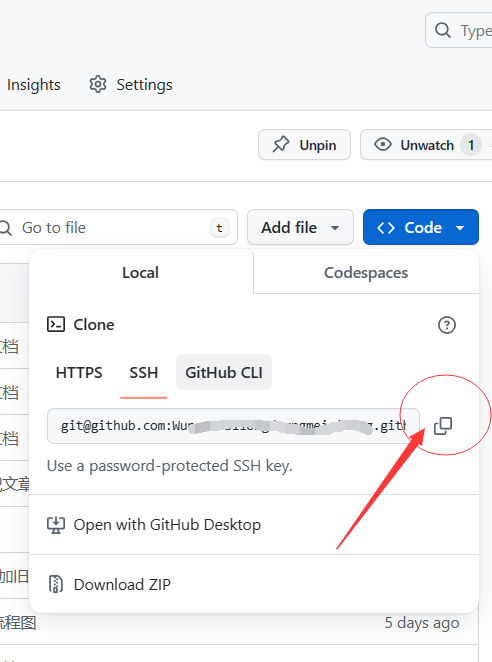 Type
Insights
Settings
Unpin
Unwatch 1
Go to file t
Add file
Code
Local
Codespaces
Clone
HTTPS SSH GitHub CLI
git@github.com:Wu
Use a password-protected SSH key.
文档
文档
文档
文章
Open with GitHub Desktop
加旧
Download ZIP
流程图
5 days ago